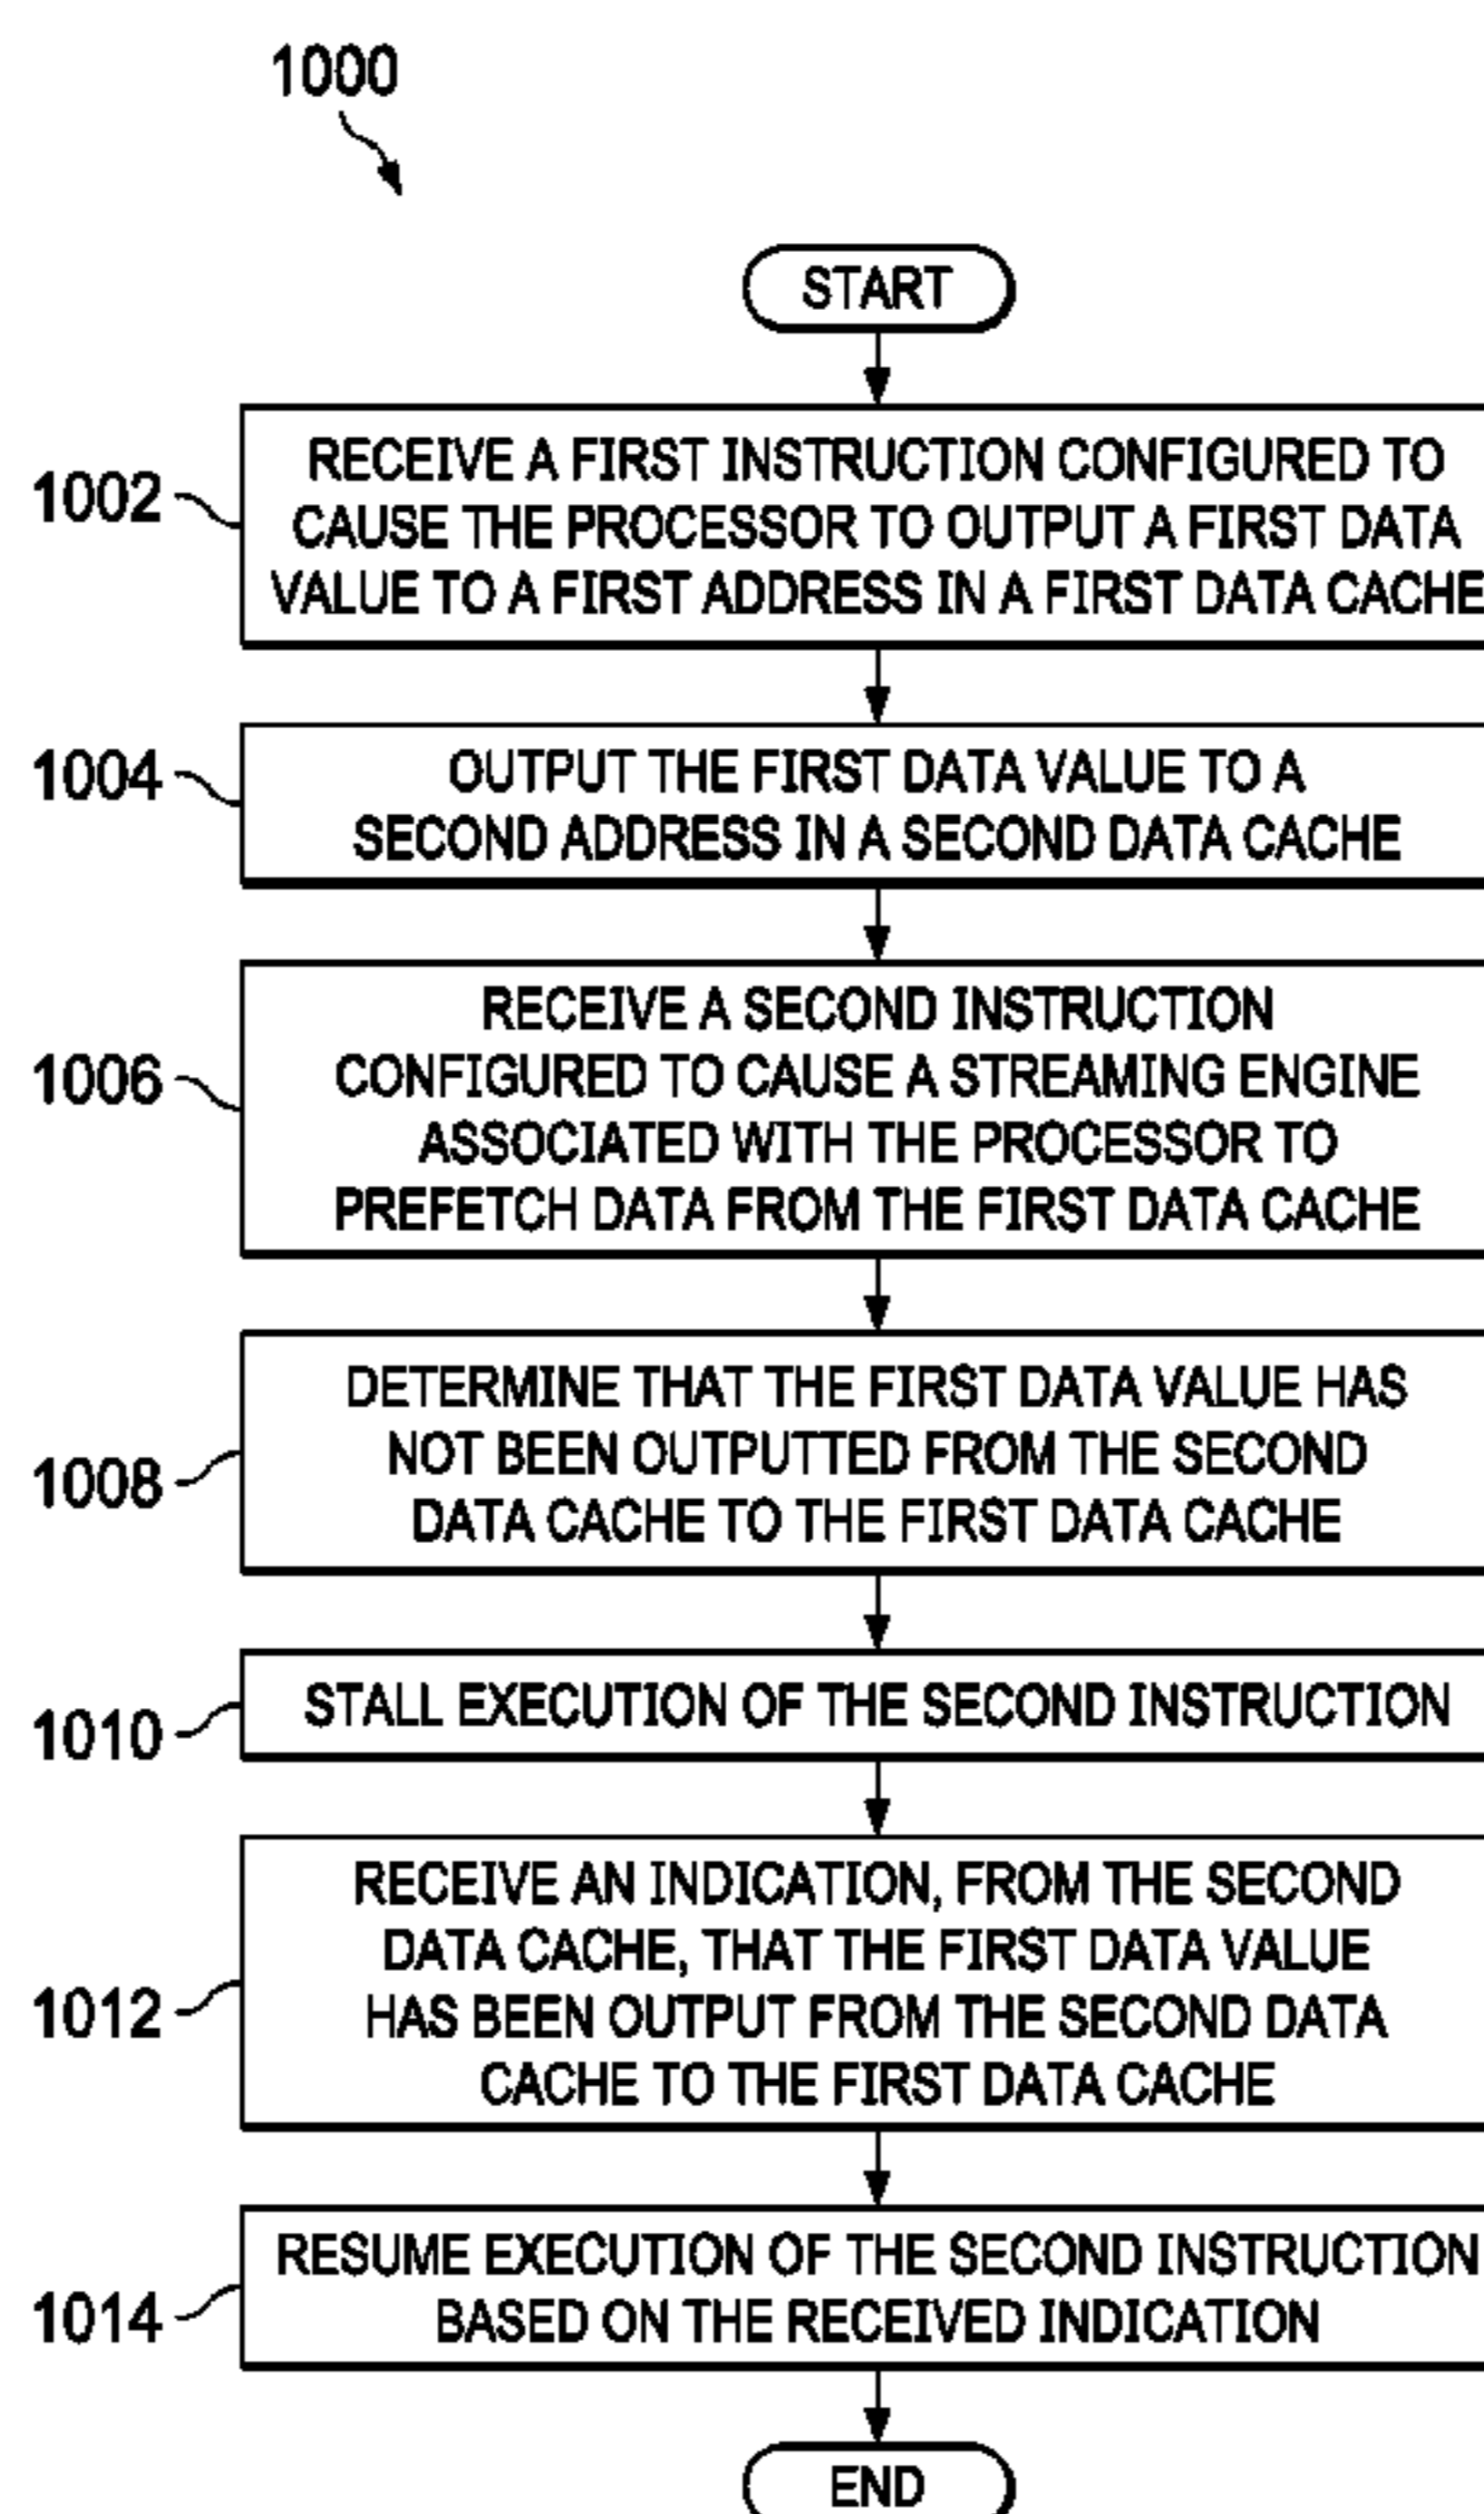 1000
START
1002
RECEIVE A FIRST INSTRUCTION CONFIGURED TO
CAUSE THE PROCESSOR TO OUTPUT A FIRST DATA
VALUE TO A FIRST ADDRESS IN A FIRST DATA CACHE
1004
OUTPUT THE FIRST DATA VALUE TO A
SECOND ADDRESS IN A SECOND DATA CACHE
1006
RECEIVE A SECOND INSTRUCTION
CONFIGURED TO CAUSE A STREAMING ENGINE
ASSOCIATED WITH THE PROCESSOR TO
PREFETCH DATA FROM THE FIRST DATA CACHE
1008
DETERMINE THAT THE FIRST DATA VALUE HAS
NOT BEEN OUTPUTTED FROM THE SECOND
DATA CACHE TO THE FIRST DATA CACHE
1010
STALL EXECUTION OF THE SECOND INSTRUCTION
1012
RECEIVE AN INDICATION, FROM THE SECOND
DATA CACHE, THAT THE FIRST DATA VALUE
HAS BEEN OUTPUT FROM THE SECOND DATA
CACHE TO THE FIRST DATA CACHE
1014
RESUME EXECUTION OF THE SECOND INSTRUCTION
BASED ON THE RECEIVED INDICATION
END